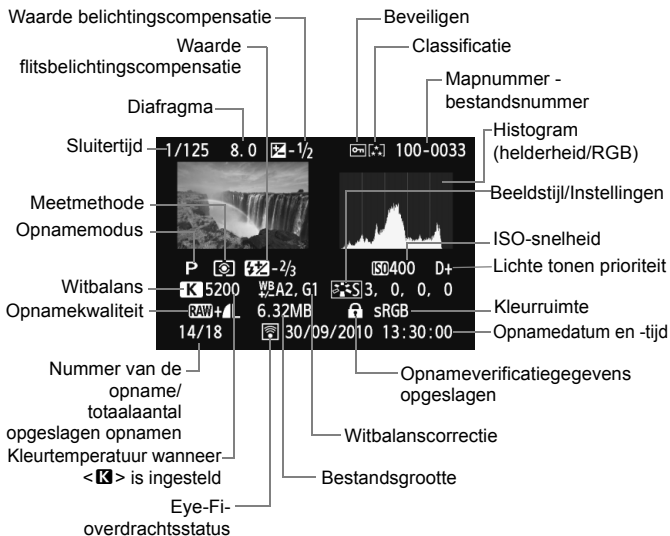 Waarde belichtingscompensatie
Beveiligen
Waarde
flitsbelichtingscompensatie
Classificatie
Diafragma
Mapnummer -
bestandsnummer
Sluitertijd
Histogram
(helderheid/RGB)
1/125 8.0 -1/2 100-0033
Meetmethode
Beeldstijl/Instellingen
Opnamemodus
ISO-snelheid
P -2/3 ISO400 D+
Lichte tonen prioriteit
Witbalans
K 5200 WB+/-A2, G1 S 3, 0, 0, 0
Opnamekwaliteit
RAW+L 6.32MB sRGB
Kleurruimte
14/18 30/09/2010 13:30:00
Opnamedatum en -tijd
Nummer van de
opname/
totaalaantal
opgeslagen opnamen
Opnameverificatiegegevens
opgeslagen
Kleurtemperatuur wanneer
<K> is ingesteld
Witbalanscorrectie
Bestandsgrootte
Eye-Fi-
overdrachtsstatus